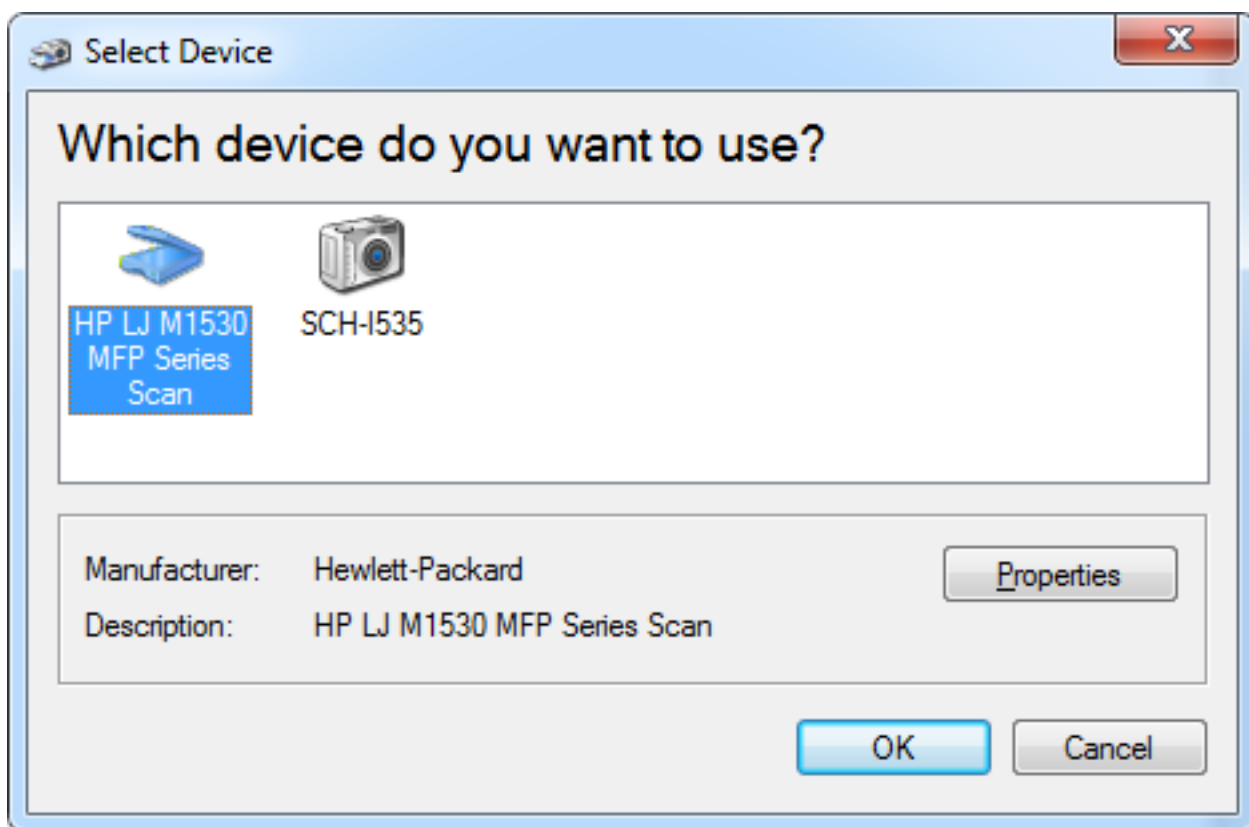 Select Device
Which device do you want to use?
HP LJ M1530
MFP Series
Scan
SCH-I535
Manufacturer: Hewlett-Packard
Properties
Description: HP LJ M1530 MFP Series Scan
OK
Cancel